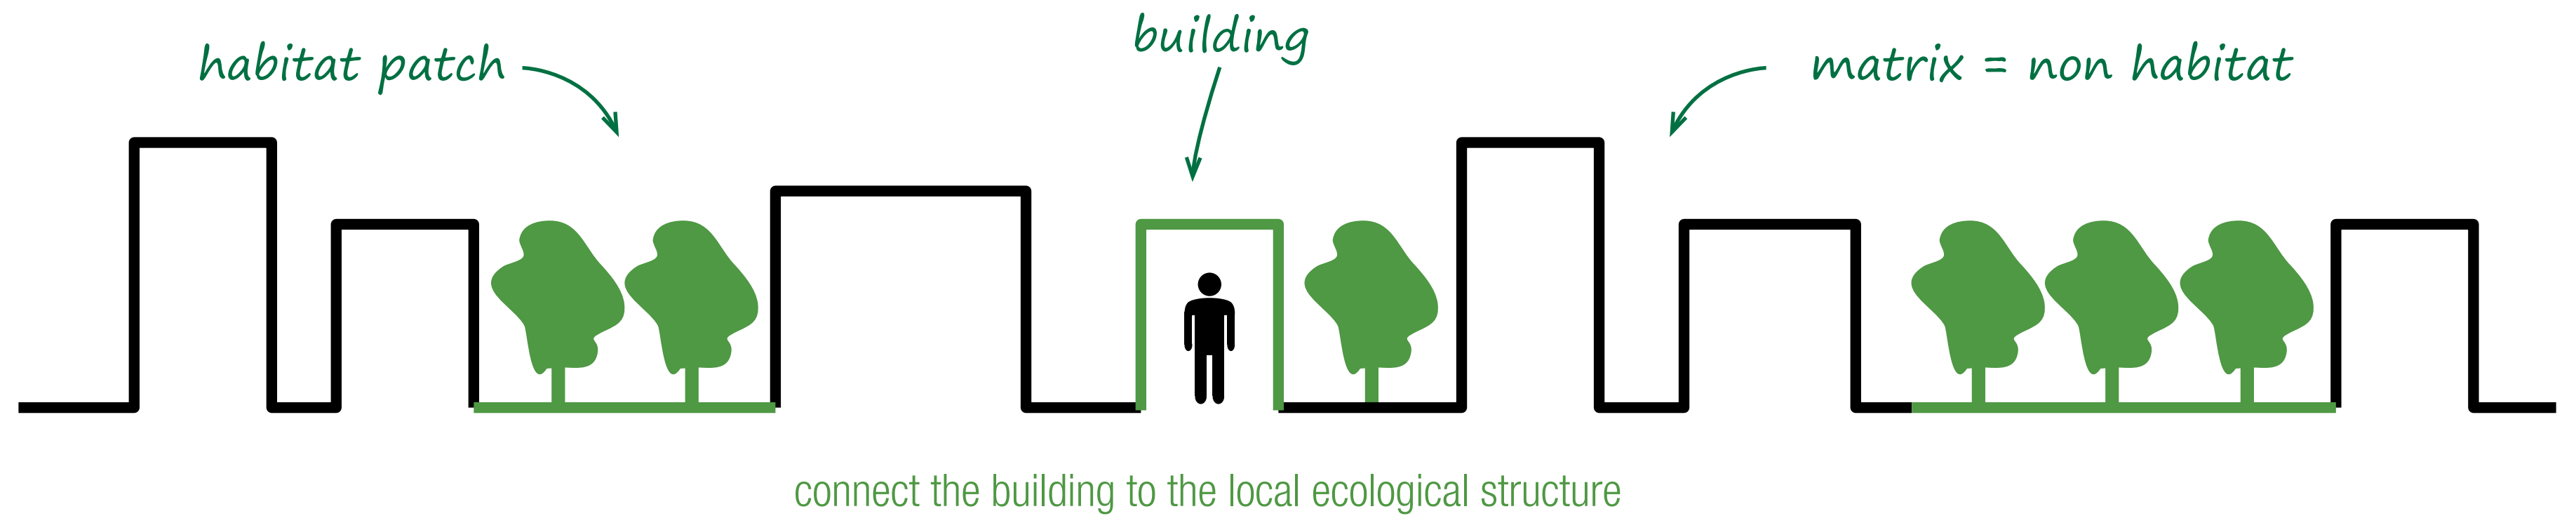 habitat patch
building
matrix = non habitat
connect the building to the local ecological structure